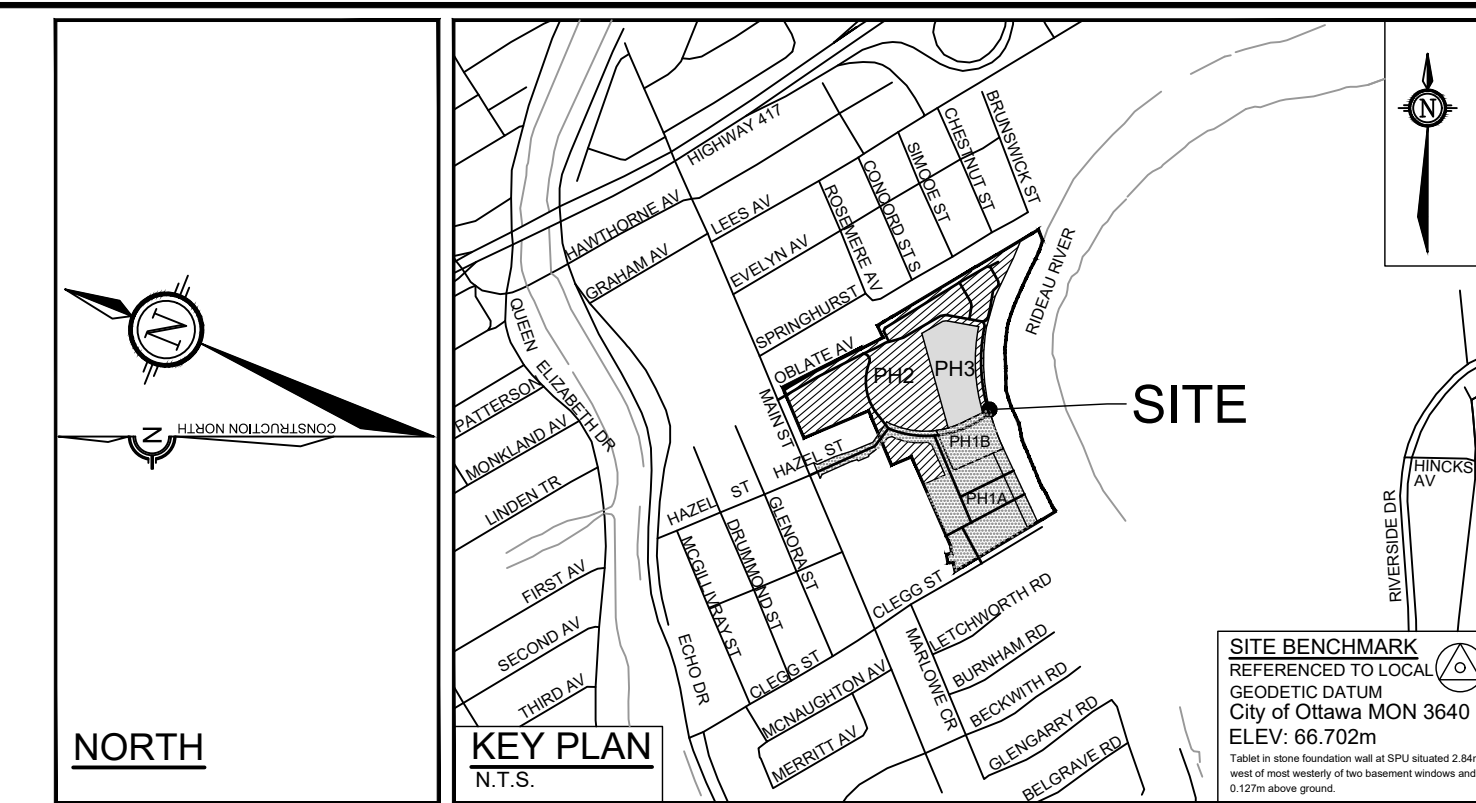 N
CONSTRUCTION NORTH
N
NORTH
HIGHWAY 417
HAWTHORNE AV
GRAHAM AV
LEES AV
EVELYN AV
ROSEMERE AV
CONCORD ST S
SIMCOE ST
CHESTNUT ST
BRUNSWICK ST
SPRINGHURST
OBLATE AV
RIDEAU RIVER
QUEEN ELIZABETH DR
MAIN ST
PATTERSON
MONKLAND AV
LINDEN TR
PH2
PH3
PH1B
PH1A
SITE
HAZEL ST
HAZEL ST
GLENORA ST
DRUMMOND ST
MCGILLIVRAY ST
FIRST AV
SECOND AV
THIRD AV
ECHO DR
CLEGG ST
CLEGG ST
MCNAUGHTON AV
MERRITT AV
MARLOWE CR
LETCHWORTH RD
BURNHAM RD
BECKWITH RD
GLENGARRY RD
BELGRAVE RD
KEY PLAN
N.T.S.
N
HINCKS
AV
RIVERSIDE DR
SITE BENCHMARK
REFERENCED TO LOCAL
GEODETIC DATUM
City of Ottawa MON 3640
ELEV: 66.702m
Tablet in stone foundation wall at SPU situated 2.84m
west of most westerly of two basement windows and
0.127m above ground.